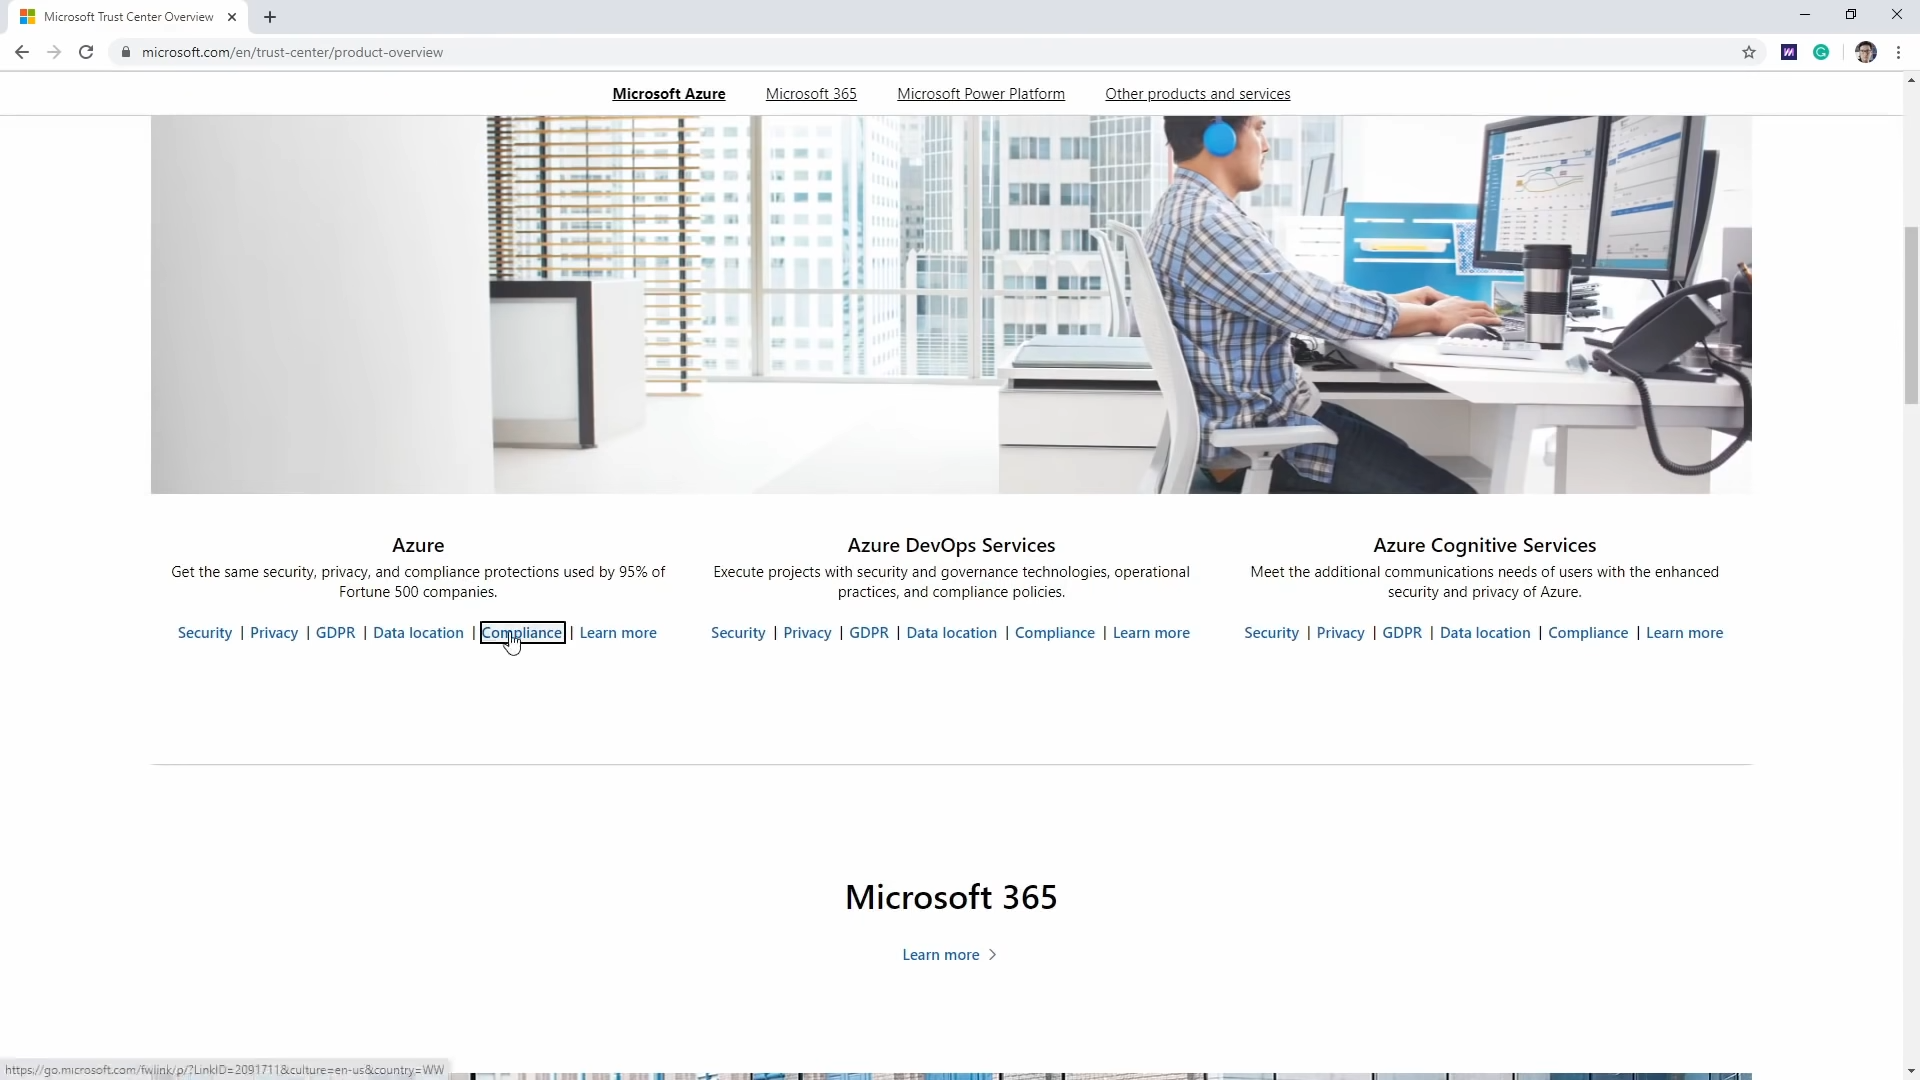 Microsoft Trust Center Overview
microsoft.com/en/trust-center/product-overview
Microsoft Azure
Microsoft 365
Microsoft Power Platform
Other products and services
Azure
Get the same security, privacy, and compliance protections used by 95% of
Fortune 500 companies.
Security | Privacy | GDPR | Data location | Compliance | Learn more
Azure DevOps Services
Execute projects with security and governance technologies, operational
practices, and compliance policies.
Security | Privacy | GDPR | Data location | Compliance | Learn more
Azure Cognitive Services
Meet the additional communications needs of users with the enhanced
security and privacy of Azure.
Security | Privacy | GDPR | Data location | Compliance | Learn more
Microsoft 365
Learn more
https://go.microsoft.com/fwlink/p/?LinkID=2091711&culture=en-us&country=WW